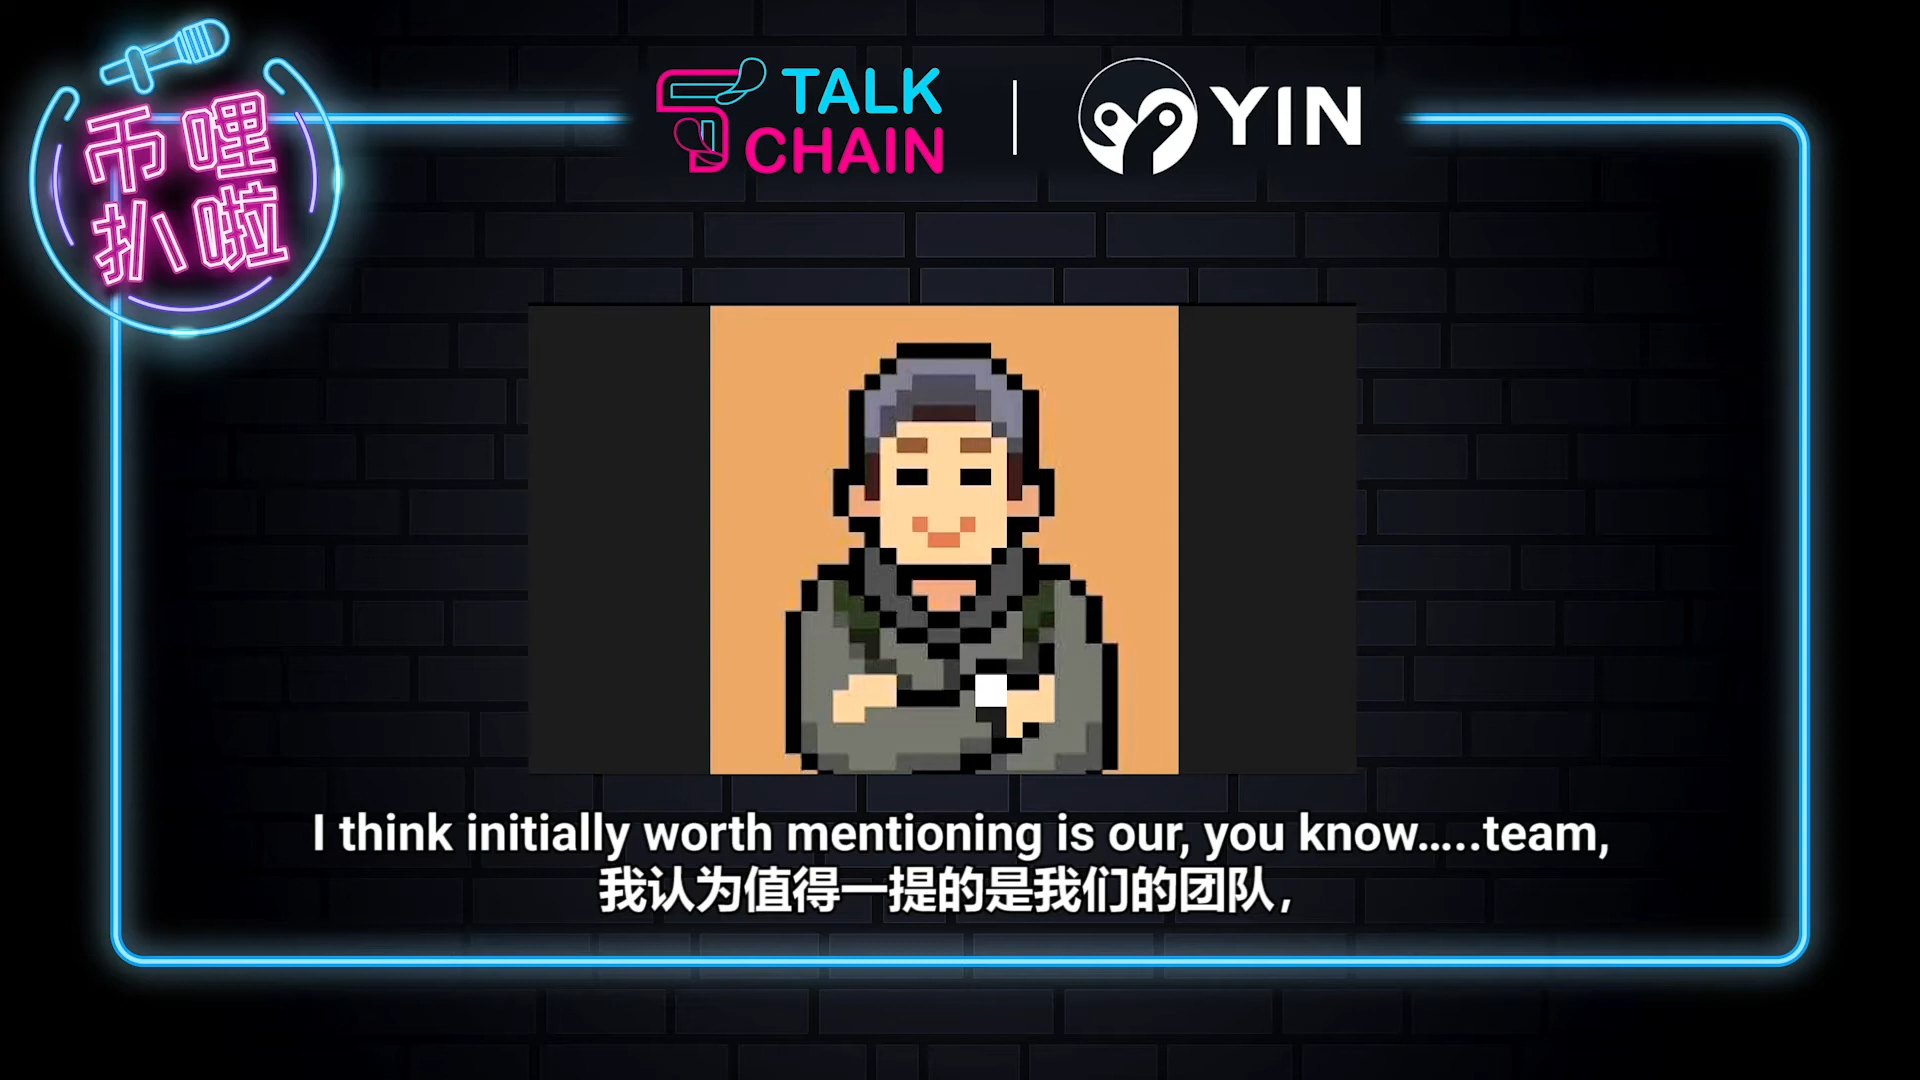 币哩
扒啦
TALK
CHAIN
YIN
I think initially worth mentioning is our, you know.....team,
我认为值得一提的是我们的团队，